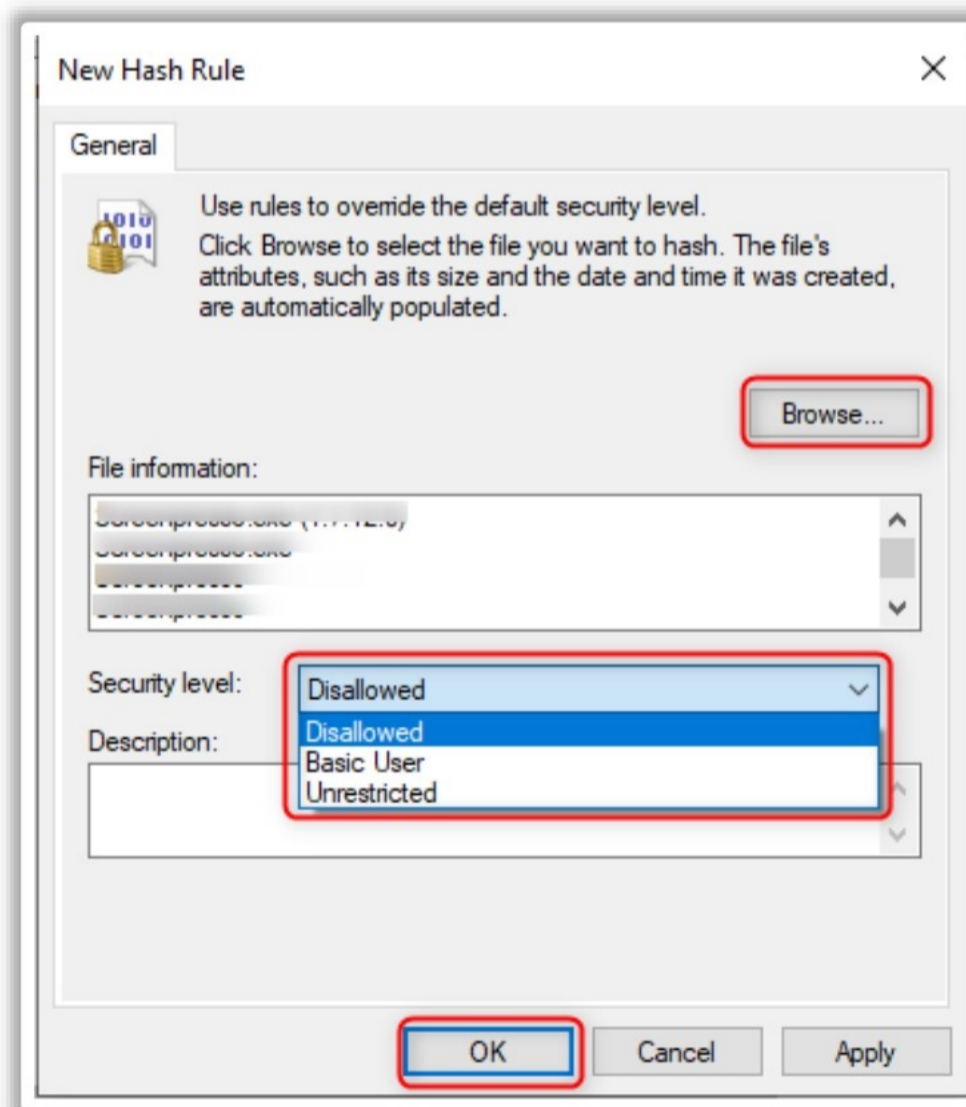 New Hash Rule
General
1010
0101
Use rules to override the default security level.
Click Browse to select the file you want to hash. The file's
attributes, such as its size and the date and time it was created,
are automatically populated.
Browse...
File information:
Security level:
Disallowed
Disallowed
Basic User
Unrestricted
Description:
OK
Cancel
Apply